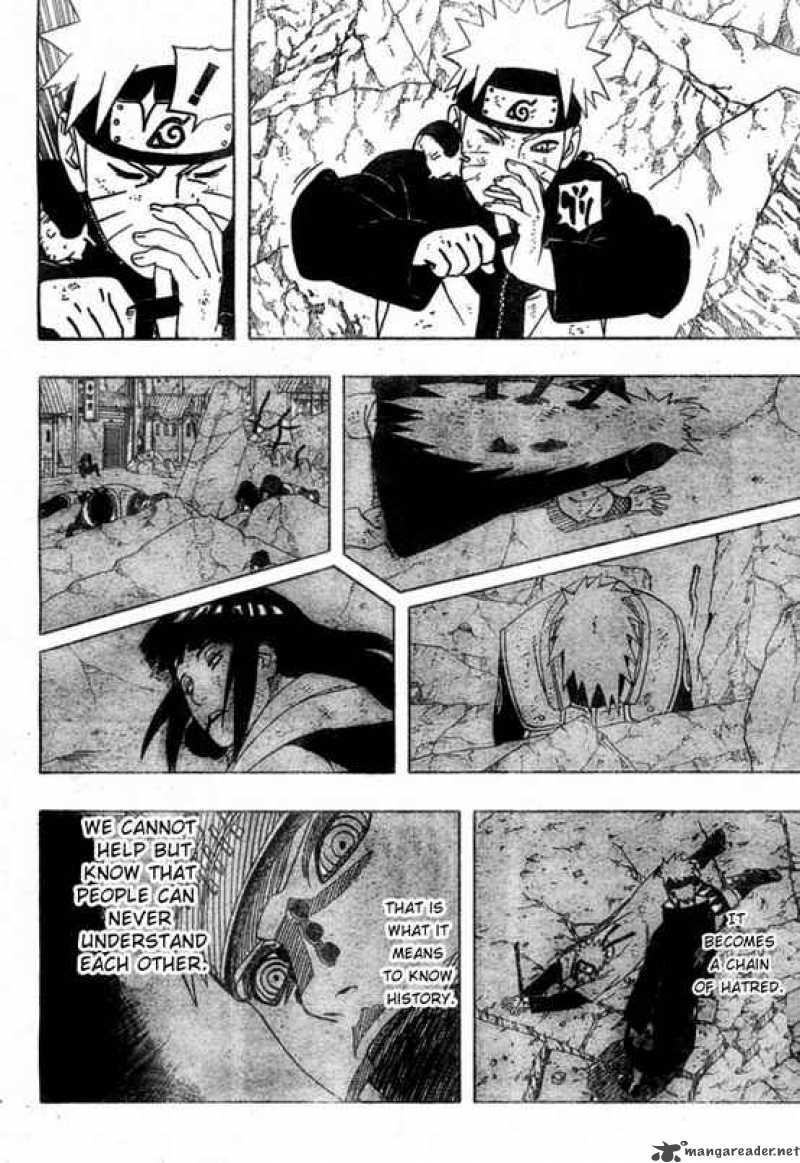 !
IT
BECOMES
A CHAIN
OF HATRED.
THAT IS
WHAT IT
MEANS
TO KNOW
HISTORY.
WE CANNOT
HELP BUT
KNOW THAT
PEOPLE CAN
NEVER
UNDERSTAND
EACH OTHER.
mangareader.net